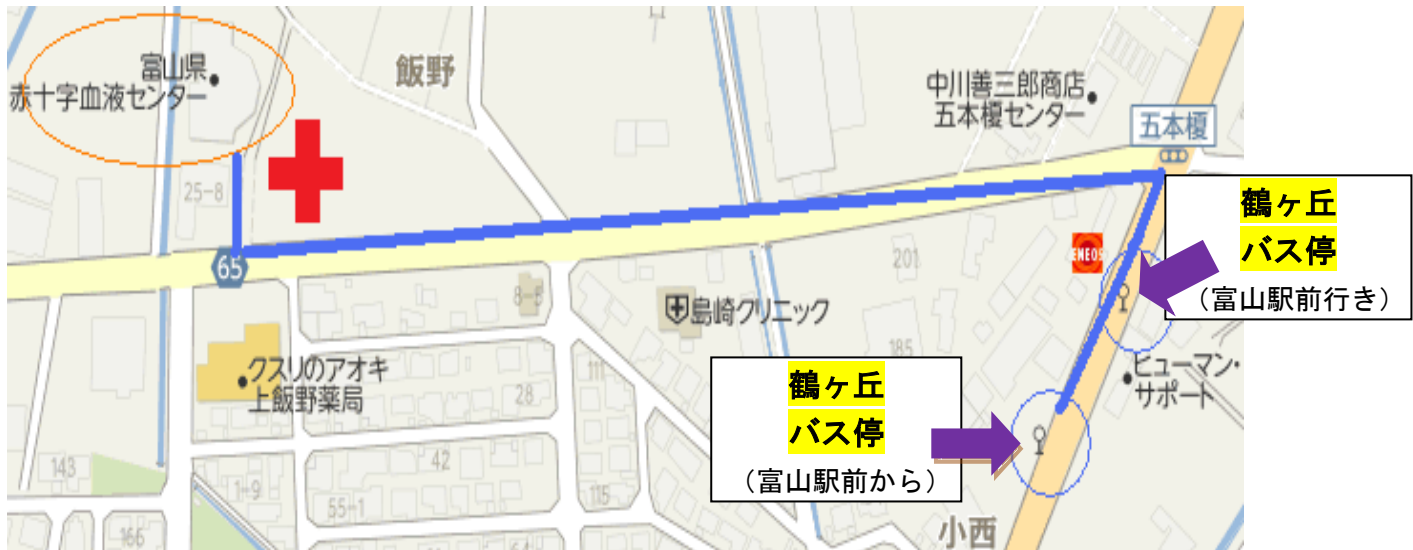 富山県
赤十字血液センター
飯野
中川善三郎商店
五本榎センター
五本榎
25-8
65
鶴ヶ丘
バス停
（富山駅前行き）
ENEOS
201
8-5
島崎クリニック
185
クスリのアオキ
上飯野薬局
111
28
ヒューマン・
サポート
鶴ヶ丘
バス停
（富山駅前から）
143
42
1-9
55-1
115
166
64
小西